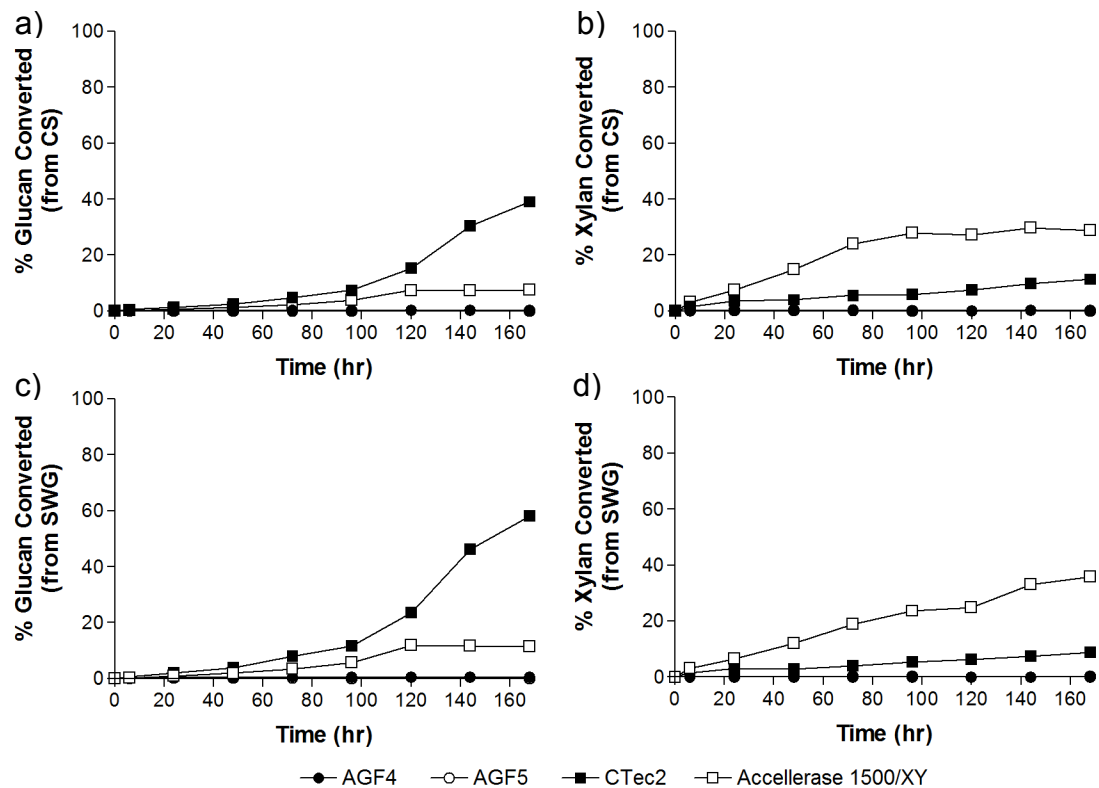 a)
100
80
60
40
20
0
% Glucan Converted
(from CS)
0 20 40 60 80 100 120 140 160
Time (hr)
b)
100
80
60
40
20
0
% Xylan Converted
(from CS)
0 20 40 60 80 100 120 140 160
Time (hr)
c)
100
80
60
40
20
0
% Glucan Converted
(from SWG)
0 20 40 60 80 100 120 140 160
Time (hr)
d)
100
80
60
40
20
0
% Xylan Converted
(from SWG)
0 20 40 60 80 100 120 140 160
Time (hr)
AGF4 AGF5 CTec2 Accellerase 1500/XY